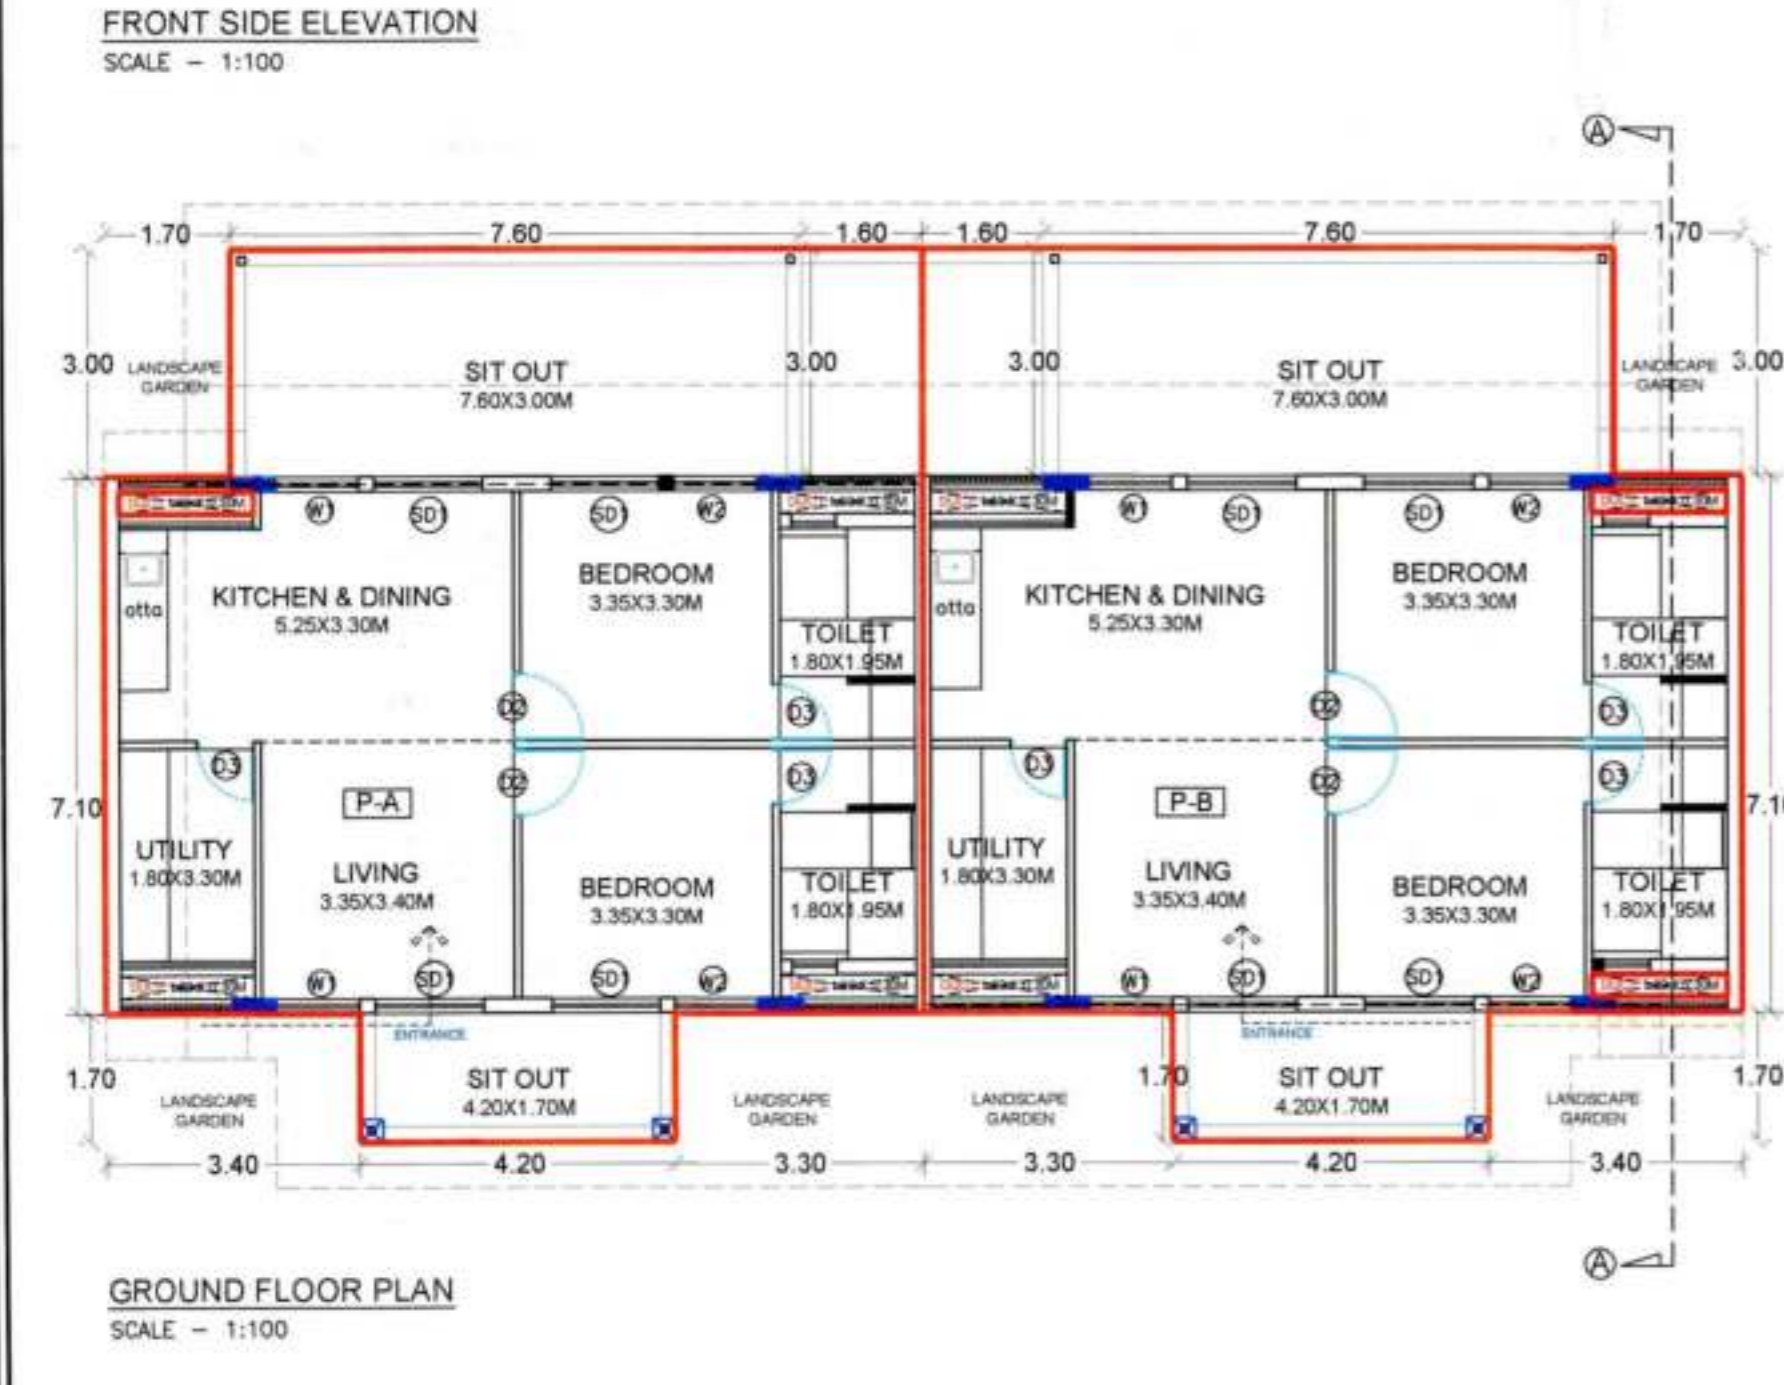 FRONT SIDE ELEVATION
SCALE - 1:100
A
1.70 7.60 1.60 1.60 7.60 1.70
3.00 LANDSCAPE GARDEN
SIT OUT
7.60X3.00M
3.00
3.00
SIT OUT
7.60X3.00M
LANDSCAPE GARDEN 3.00
W1 SD1 SD1 W2 W1 SD1 SD1 W2
otta
KITCHEN & DINING
5.25X3.30M
BEDROOM
3.35X3.30M
TOILET
1.80X1.95M
otta
KITCHEN & DINING
5.25X3.30M
BEDROOM
3.35X3.30M
TOILET
1.80X1.95M
D2 D3 D2 D3
D3 D2 D3 D3 D2 D3
7.10 P-A P-B 7.10
UTILITY
1.80X3.30M
LIVING
3.35X3.40M
BEDROOM
3.35X3.30M
TOILET
1.80X1.95M
UTILITY
1.80X3.30M
LIVING
3.35X3.40M
BEDROOM
3.35X3.30M
TOILET
1.80X1.95M
W1 SD1 SD1 W2 W1 SD1 SD1 W2
ENTRANCE ENTRANCE
1.70
LANDSCAPE
GARDEN
SIT OUT
4.20X1.70M
LANDSCAPE
GARDEN
LANDSCAPE
GARDEN
1.70
SIT OUT
4.20X1.70M
LANDSCAPE
GARDEN
1.70
3.40 4.20 3.30 3.30 4.20 3.40
A
GROUND FLOOR PLAN
SCALE - 1:100